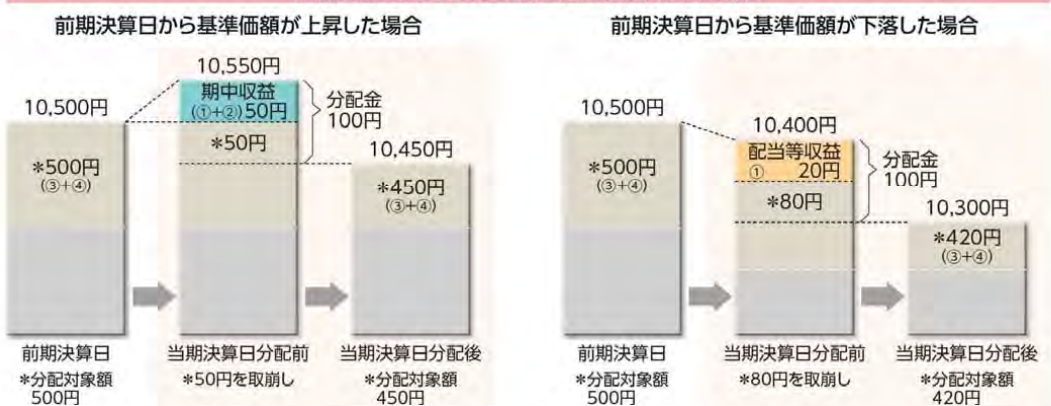 前期決算日から基準価額が上昇した場合
10,500円
*500円
(③+④)
10,550円
期中収益
(①+②)50円
*50円
分配金
100円
10,450円
*450円
(③+④)
前期決算日
*分配対象額
500円
当期決算日分配前
*50円を取崩し
当期決算日分配後
*分配対象額
450円
前期決算日から基準価額が下落した場合
10,500円
*500円
(③+④)
10,400円
配当等収益
① 20円
*80円
分配金
100円
10,300円
*420円
(③+④)
前期決算日
*分配対象額
500円
当期決算日分配前
*80円を取崩し
当期決算日分配後
*分配対象額
420円